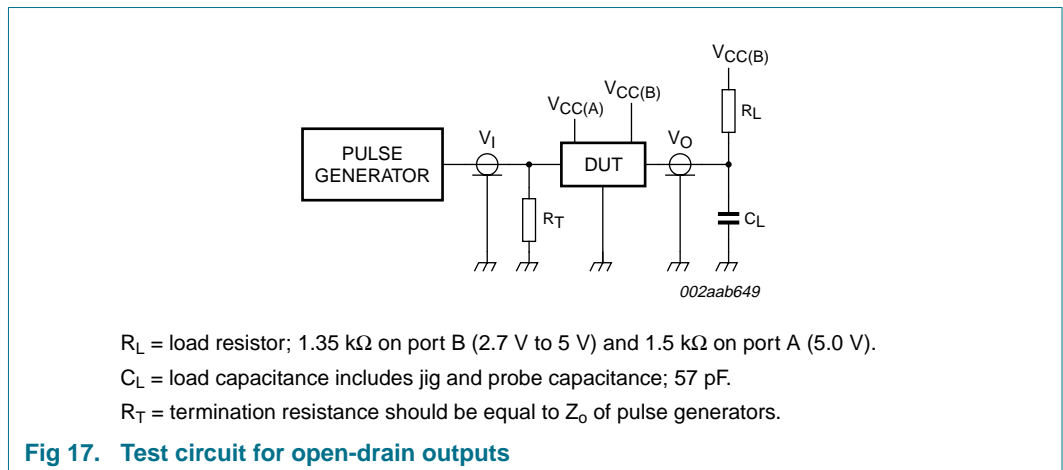 VCC(B)
VCC(B)
VCC(A)
RL
VI
VO
PULSE
GENERATOR
DUT
RT
CL
002aab649
RL = load resistor; 1.35 kΩ on port B (2.7 V to 5 V) and 1.5 kΩ on port A (5.0 V).
CL = load capacitance includes jig and probe capacitance; 57 pF.
RT = termination resistance should be equal to Zo of pulse generators.
Fig 17. Test circuit for open-drain outputs